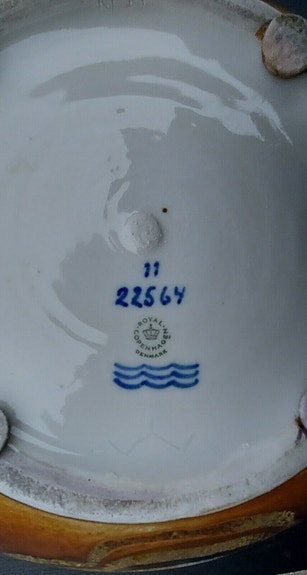 11
22564
ROYAL
COPENHAGEN
DENMARK